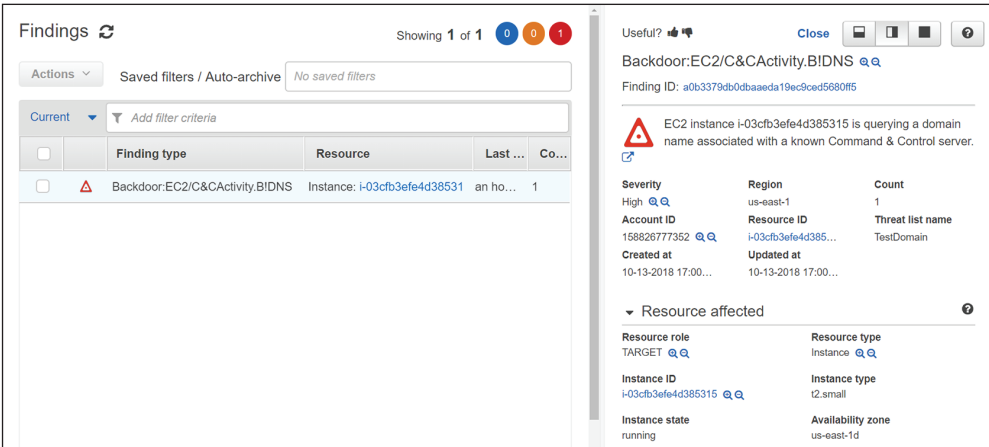 Findings
Showing 1 of 1 0 0 1
Actions Saved filters / Auto-archive No saved filters
Current Add filter criteria
Finding type Resource Last ... Co...
Backdoor:EC2/C&CActivity.B!DNS Instance: i-03cfb3efe4d38531 an ho... 1
Useful? Close ?
Backdoor:EC2/C&CActivity.B!DNS
Finding ID: a0b3379db0dbaaeda19ec9ced5680ff5
EC2 instance i-03cfb3efe4d385315 is querying a domain
name associated with a known Command & Control server.
Severity Region Count
High us-east-1 1
Account ID Resource ID Threat list name
158826777352 i-03cfb3efe4d385... TestDomain
Created at Updated at
10-13-2018 17:00... 10-13-2018 17:00...
Resource affected ?
Resource role Resource type
TARGET Instance
Instance ID Instance type
i-03cfb3efe4d385315 t2.small
Instance state Availability zone
running us-east-1d